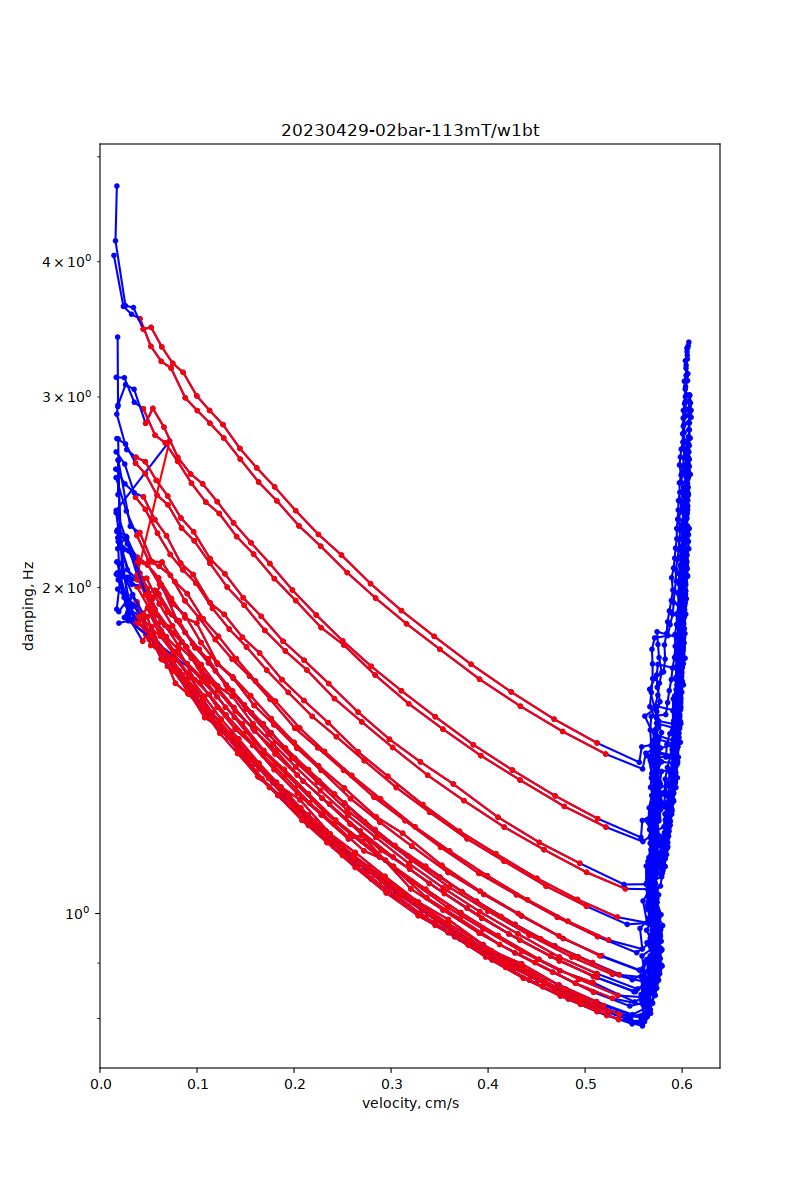 20230429-02bar-113mT/w1bt
damping, Hz
4 × 10⁰
3 × 10⁰
2 × 10⁰
10⁰
0.0 0.1 0.2 0.3 0.4 0.5 0.6
velocity, cm/s